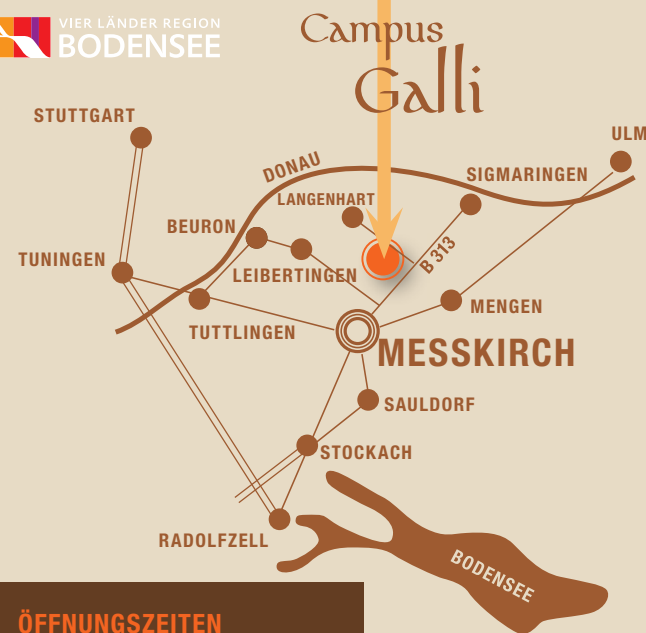 VIER LÄNDER REGION
BODENSEE
Campus
Galli
STUTTGART
ULM
DONAU
SIGMARINGEN
LANGENHART
BEURON
B 313
TUNINGEN
LEIBERTINGEN
MENGEN
TUTTLINGEN
MESSKIRCH
SAULDORF
STOCKACH
RADOLFZELL
BODENSEE
ÖFFNUNGSZEITEN